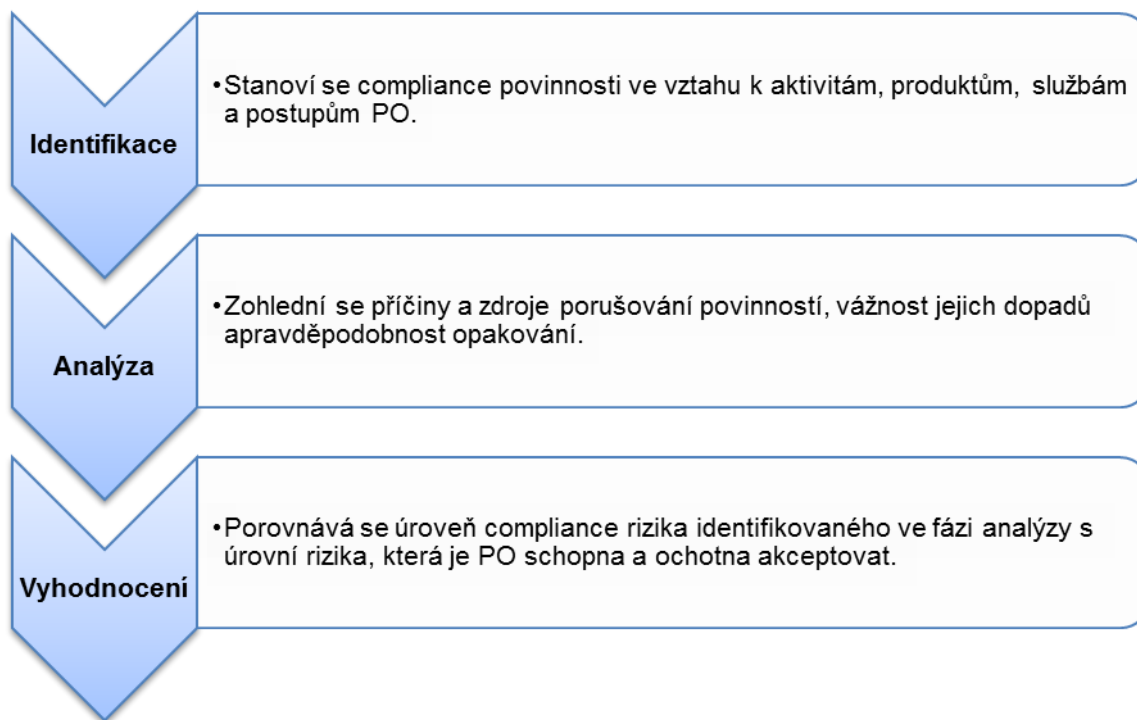 Identifikace
•Stanoví se compliance povinnosti ve vztahu k aktivitám, produktům, službám
a postupům PO.
Analýza
•Zohlední se příčiny a zdroje porušování povinností, vážnost jejich dopadů
apravděpodobnost opakování.
Vyhodnocení
•Porovnává se úroveň compliance rizika identifikovaného ve fázi analýzy s
úrovní rizika, která je PO schopna a ochotna akceptovat.